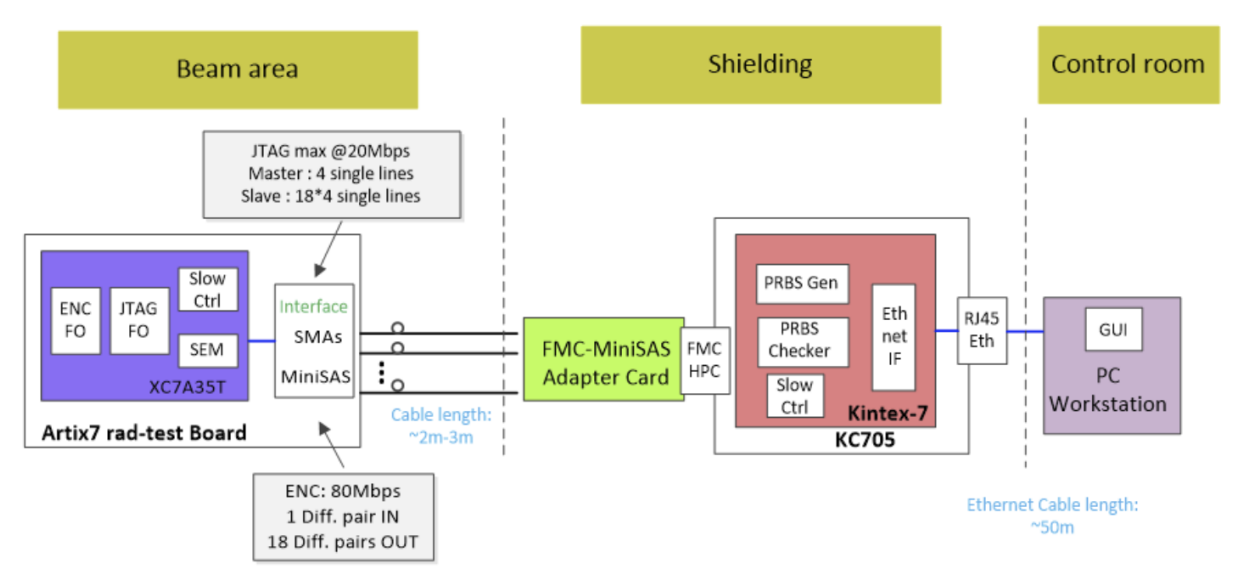 Beam area
Shielding
Control room
JTAG max @20Mbps
Master : 4 single lines
Slave : 18*4 single lines
ENC
FO
JTAG
FO
Slow
Ctrl
SEM
XC7A35T
Artix7 rad-test Board
Interface
SMAs
MiniSAS
Cable length:
~2m-3m
ENC: 80Mbps
1 Diff. pair IN
18 Diff. pairs OUT
FMC-MiniSAS
Adapter Card
FMC
HPC
PRBS Gen
PRBS
Checker
Slow
Ctrl
Eth
net
IF
Kintex-7
KC705
RJ45
Eth
GUI
PC
Workstation
Ethernet Cable length:
~50m